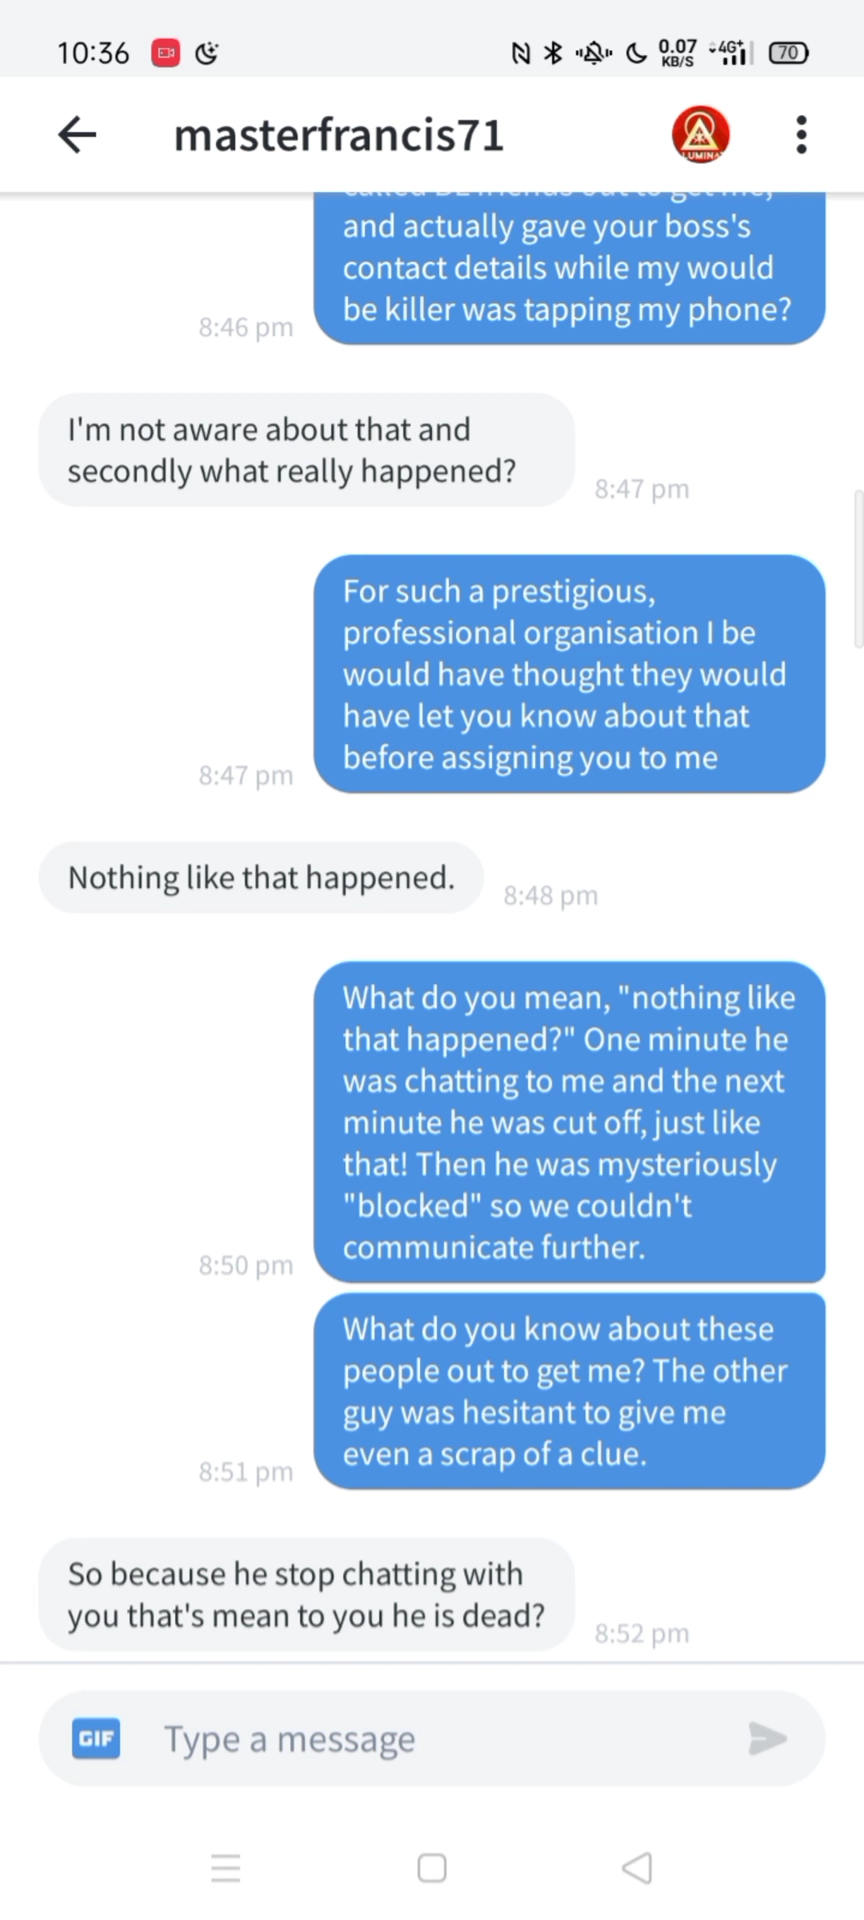 10:36
0.07
KB/S
4G+
70
masterfrancis71
LUMINA
and actually gave your boss's
contact details while my would
be killer was tapping my phone?
8:46 pm
I'm not aware about that and
secondly what really happened?
8:47 pm
For such a prestigious,
professional organisation I be
would have thought they would
have let you know about that
before assigning you to me
8:47 pm
Nothing like that happened.
8:48 pm
What do you mean, "nothing like
that happened?" One minute he
was chatting to me and the next
minute he was cut off, just like
that! Then he was mysteriously
"blocked" so we couldn't
communicate further.
8:50 pm
What do you know about these
people out to get me? The other
guy was hesitant to give me
even a scrap of a clue.
8:51 pm
So because he stop chatting with
you that's mean to you he is dead?
8:52 pm
GIF
Type a message